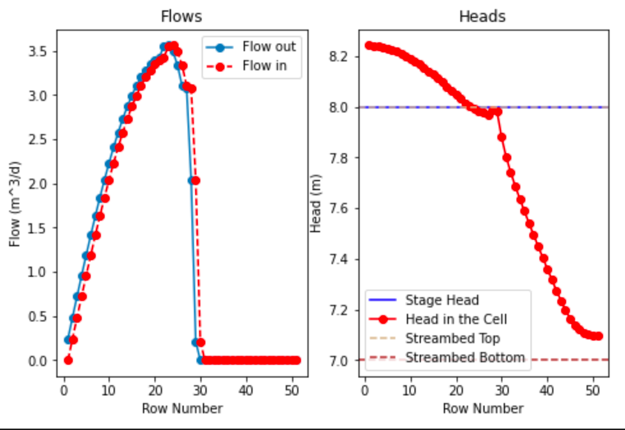 Flows
Flow (m^3/d)
3.5
3.0
2.5
2.0
1.5
1.0
0.5
0.0
Flow out
Flow in
0 10 20 30 40 50
Row Number
Heads
Head (m)
8.2
8.0
7.8
7.6
7.4
7.2
7.0
Stage Head
Head in the Cell
Streambed Top
Streambed Bottom
0 10 20 30 40 50
Row Number